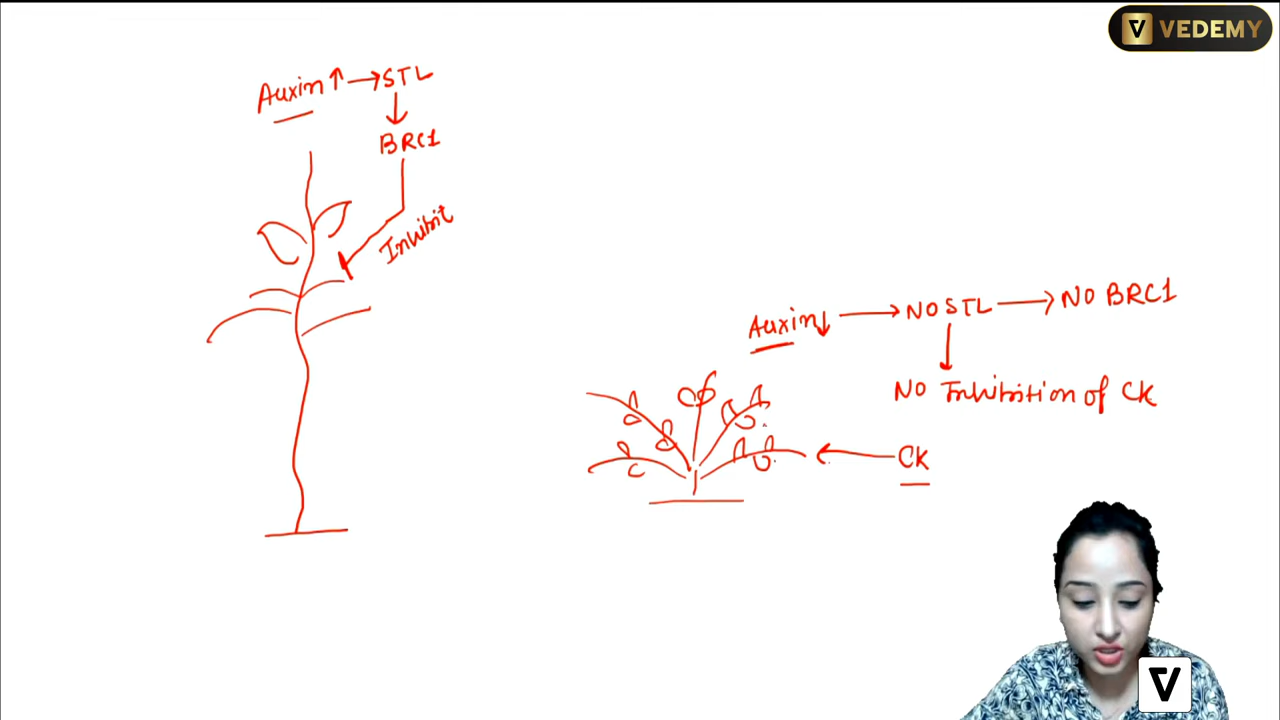 VEDEMY
Auxin↑ → STL
↓
BRC1
Inhibit
Auxin↓ → NO STL → NO BRC1
↓
NO Inhibition of CK
← CK